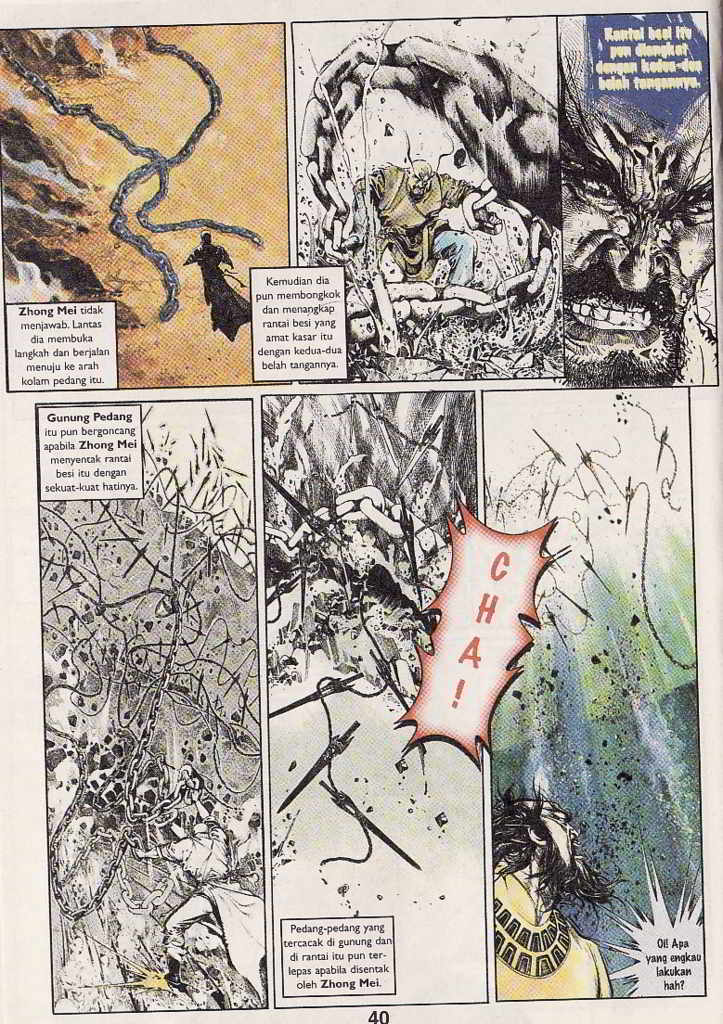 40
Zhong Mei tidak
menjawab. Lantas
dia membuka
langkah dan berjalan
menuju ke arah
kolam pedang itu.
Kemudian dia
pun membongkok
dan menangkap
rantai besi yang
amat kasar itu
dengan kedua-dua
belah tangannya.
Rantai besi itu
pun diangkat
dengan kedua-dua
belah tangannya.
Gunung Pedang
itu pun bergoncang
apabila Zhong Mei
menyentak rantai
besi itu dengan
sekuat-kuat hatinya.
CHA!
Pedang-pedang yang
tercacak di gunung dan
di rantai itu pun ter-
lepas apabila disentak
oleh Zhong Mei.
Oi! Apa
yang engkau
lakukan
hah?
40